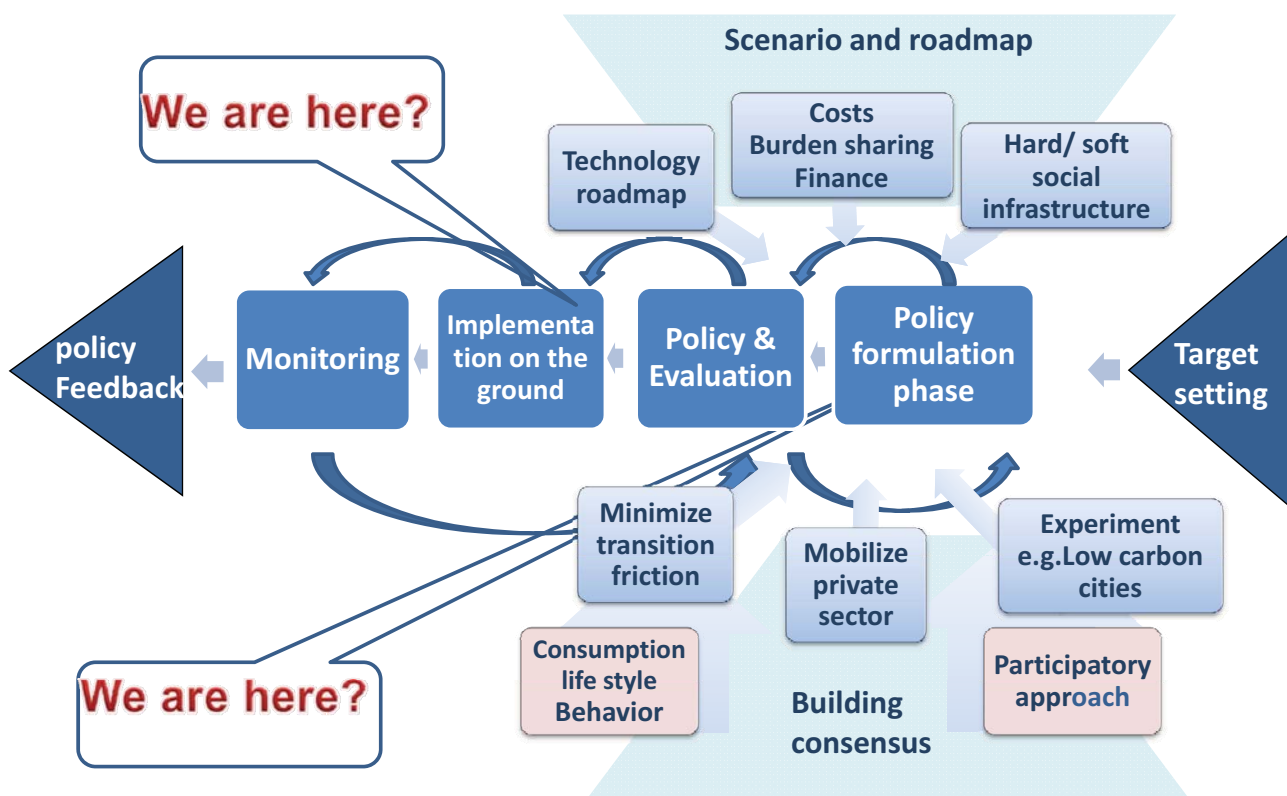 Scenario and roadmap
We are here?
Technology
roadmap
Costs
Burden sharing
Finance
Hard/ soft
social
infrastructure
policy
Feedback
Monitoring
Implementa
tion on the
ground
Policy &
Evaluation
Policy
formulation
phase
Target
setting
Minimize
transition
friction
Mobilize
private
sector
Experiment
e.g.Low carbon
cities
We are here?
Consumption
life style
Behavior
Building
consensus
Participatory
approach